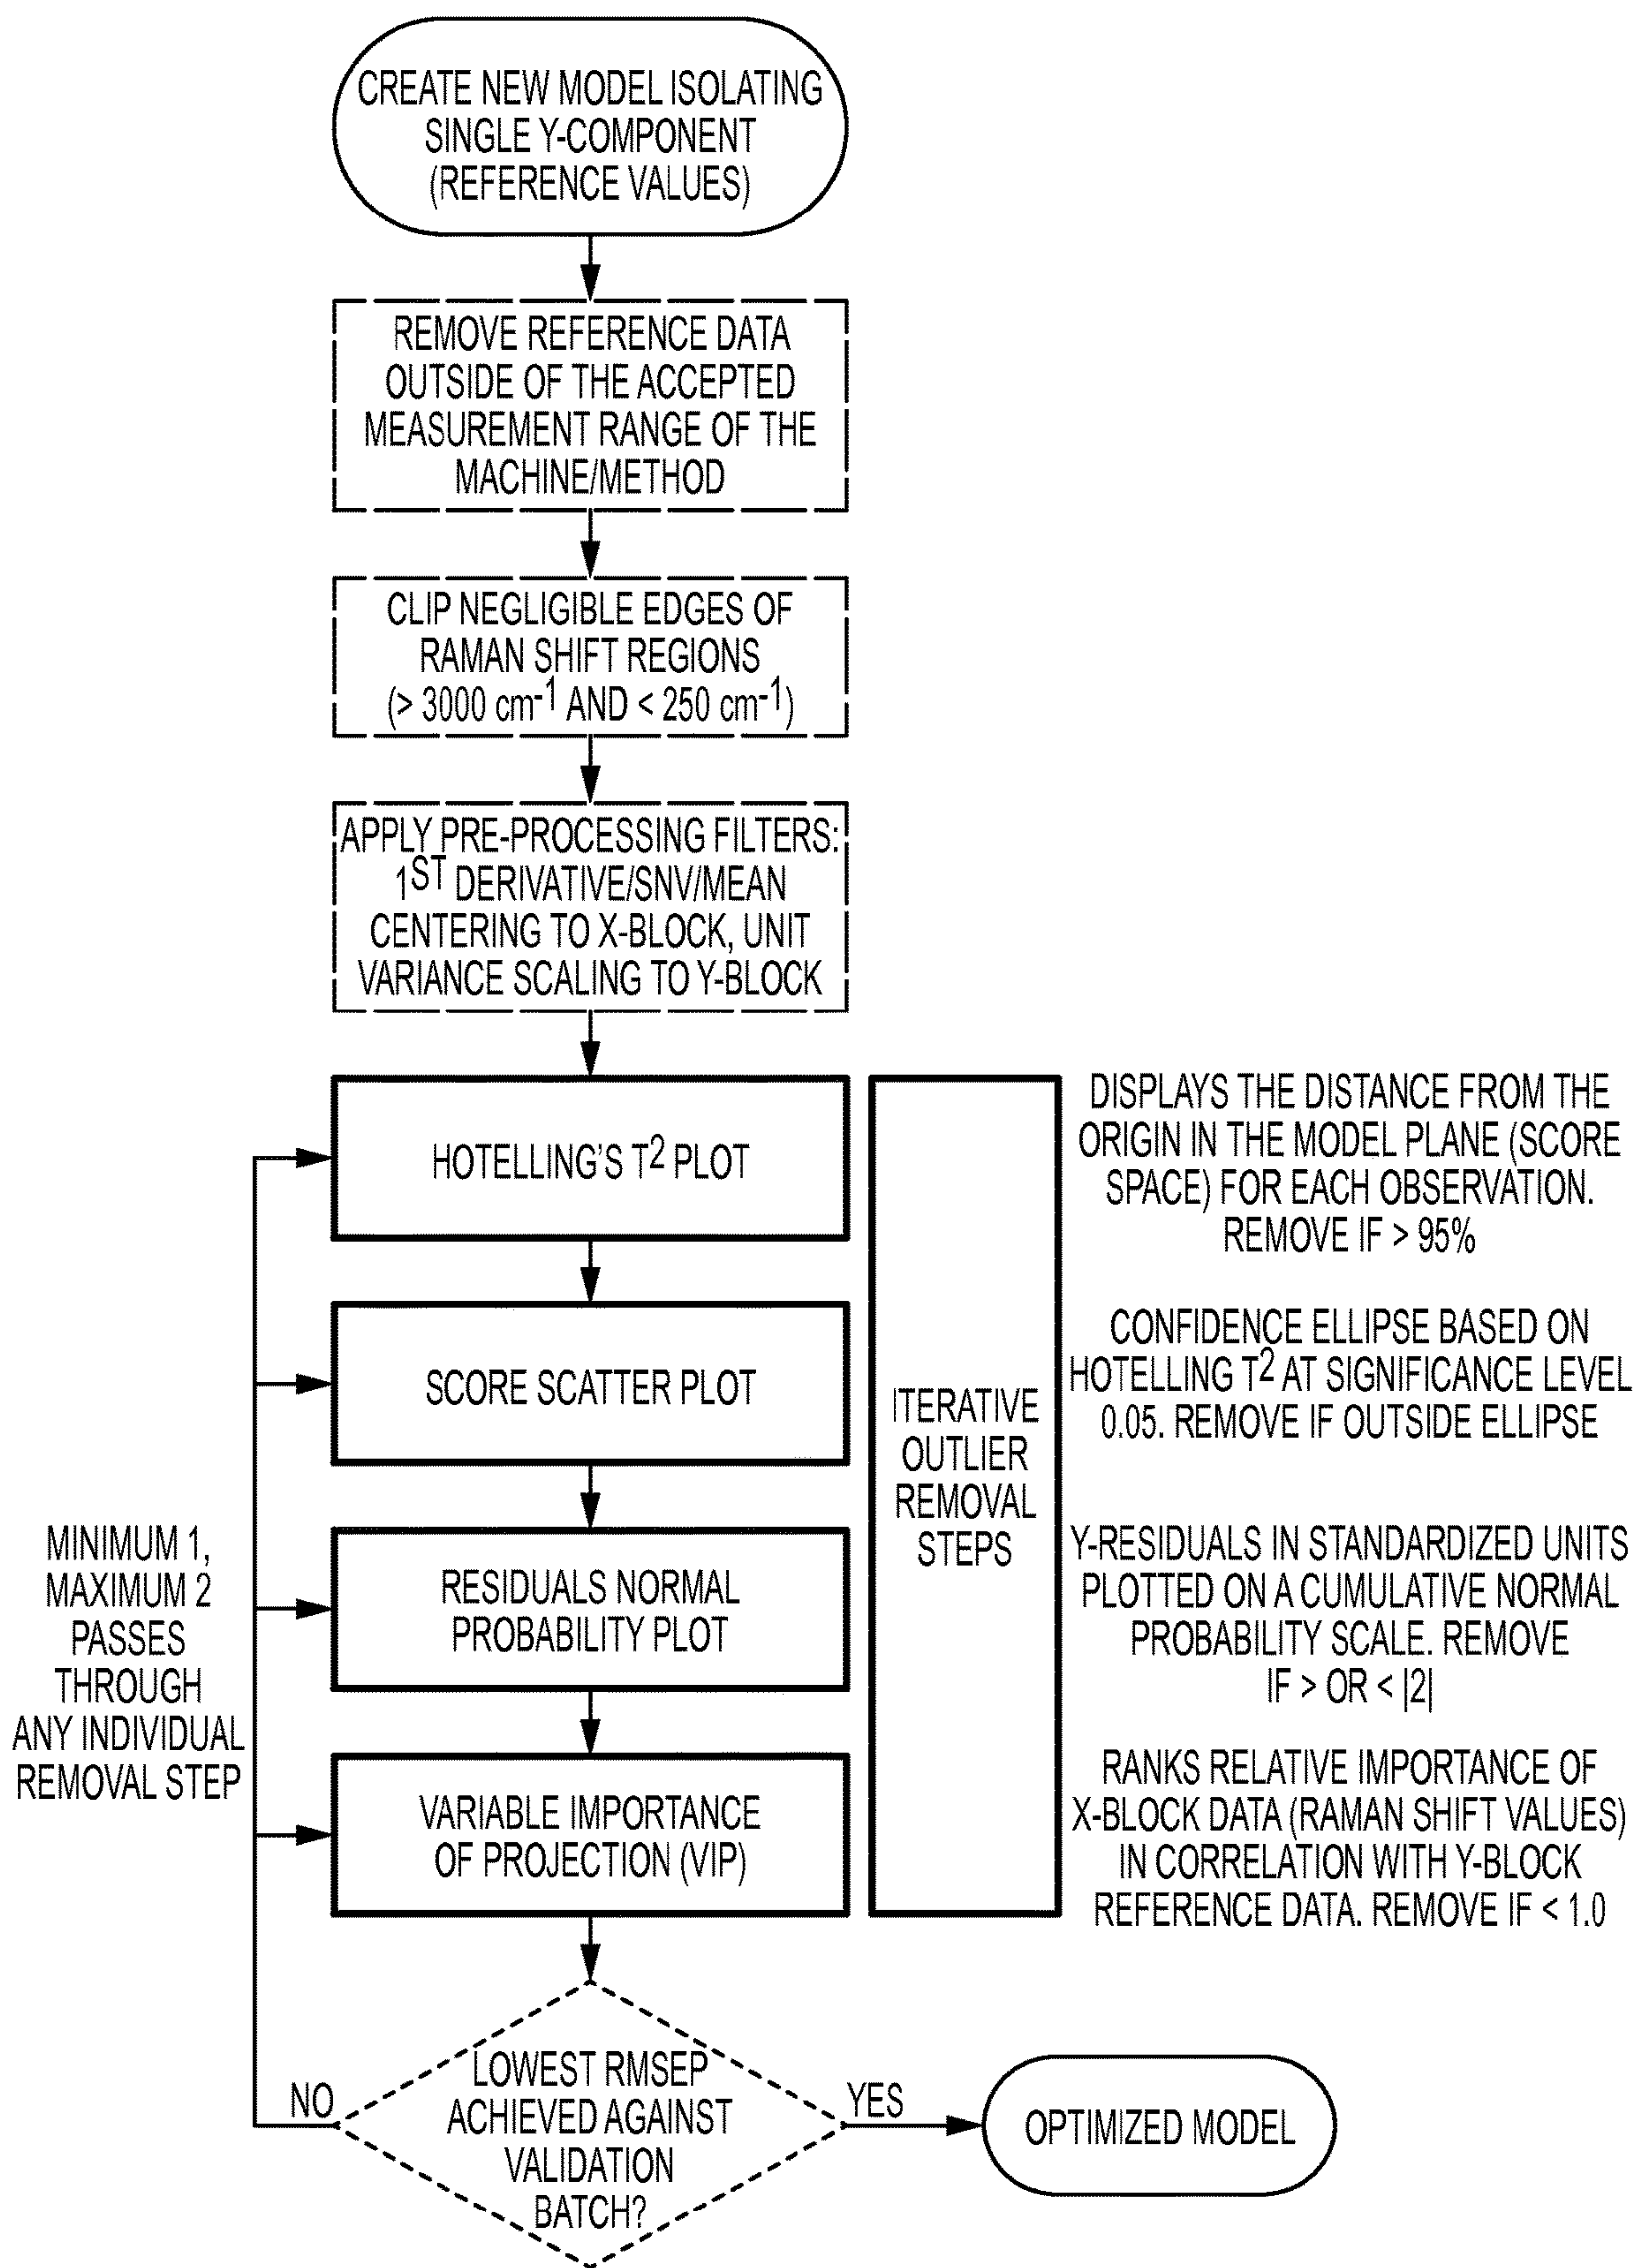 CREATE NEW MODEL ISOLATING
SINGLE Y-COMPONENT
(REFERENCE VALUES)
REMOVE REFERENCE DATA
OUTSIDE OF THE ACCEPTED
MEASUREMENT RANGE OF THE
MACHINE/METHOD
CLIP NEGLIGIBLE EDGES OF
RAMAN SHIFT REGIONS
(> 3000 cm⁻¹ AND < 250 cm⁻¹)
APPLY PRE-PROCESSING FILTERS:
1ST DERIVATIVE/SNV/MEAN
CENTERING TO X-BLOCK, UNIT
VARIANCE SCALING TO Y-BLOCK
HOTELLING'S T² PLOT
DISPLAYS THE DISTANCE FROM THE
ORIGIN IN THE MODEL PLANE (SCORE
SPACE) FOR EACH OBSERVATION.
REMOVE IF > 95%
SCORE SCATTER PLOT
CONFIDENCE ELLIPSE BASED ON
HOTELLING T² AT SIGNIFICANCE LEVEL
0.05. REMOVE IF OUTSIDE ELLIPSE
ITERATIVE
OUTLIER
REMOVAL
STEPS
MINIMUM 1,
MAXIMUM 2
PASSES
THROUGH
ANY INDIVIDUAL
REMOVAL STEP
RESIDUALS NORMAL
PROBABILITY PLOT
Y-RESIDUALS IN STANDARDIZED UNITS
PLOTTED ON A CUMULATIVE NORMAL
PROBABILITY SCALE. REMOVE
IF > OR < |2|
VARIABLE IMPORTANCE
OF PROJECTION (VIP)
RANKS RELATIVE IMPORTANCE OF
X-BLOCK DATA (RAMAN SHIFT VALUES)
IN CORRELATION WITH Y-BLOCK
REFERENCE DATA. REMOVE IF < 1.0
LOWEST RMSEP
ACHIEVED AGAINST
VALIDATION
BATCH?
NO
YES
OPTIMIZED MODEL